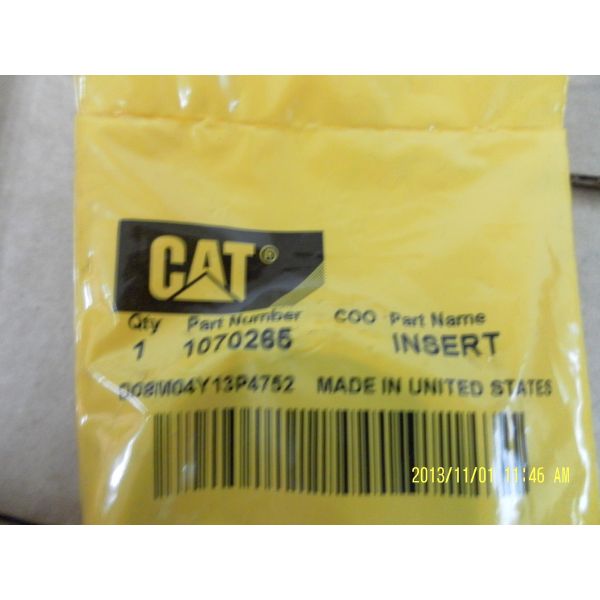 CAT®
Qty Part Number COO Part Name
1 1070265 INSERT
D08M04Y13P4752 MADE IN UNITED STATES
2013/11/01 11:46 AM